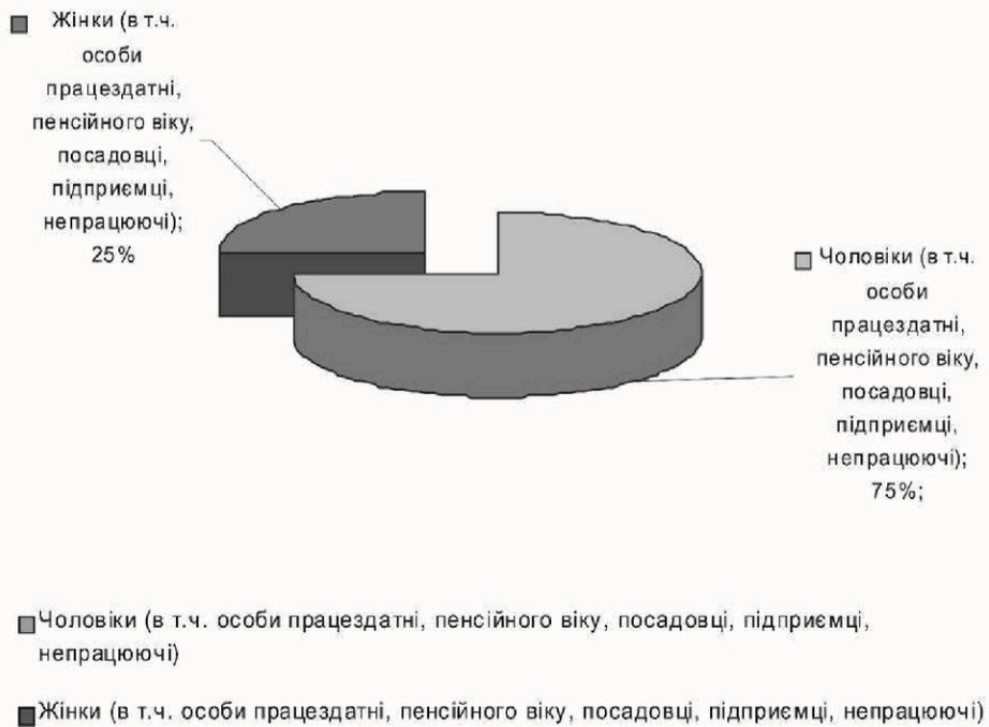 Жінки (в т.ч.
особи
працездатні,
пенсійного віку,
посадовці,
підприємці,
непрацюючі);
25%
Чоловіки (в т.ч.
особи
працездатні,
пенсійного віку,
посадовці,
підприємці,
непрацюючі);
75%;
Чоловіки (в т.ч. особи працездатні, пенсійного віку, посадовці, підприємці,
непрацюючі)
Жінки (в т.ч. особи працездатні, пенсійного віку, посадовці, підприємці, непрацюючі)